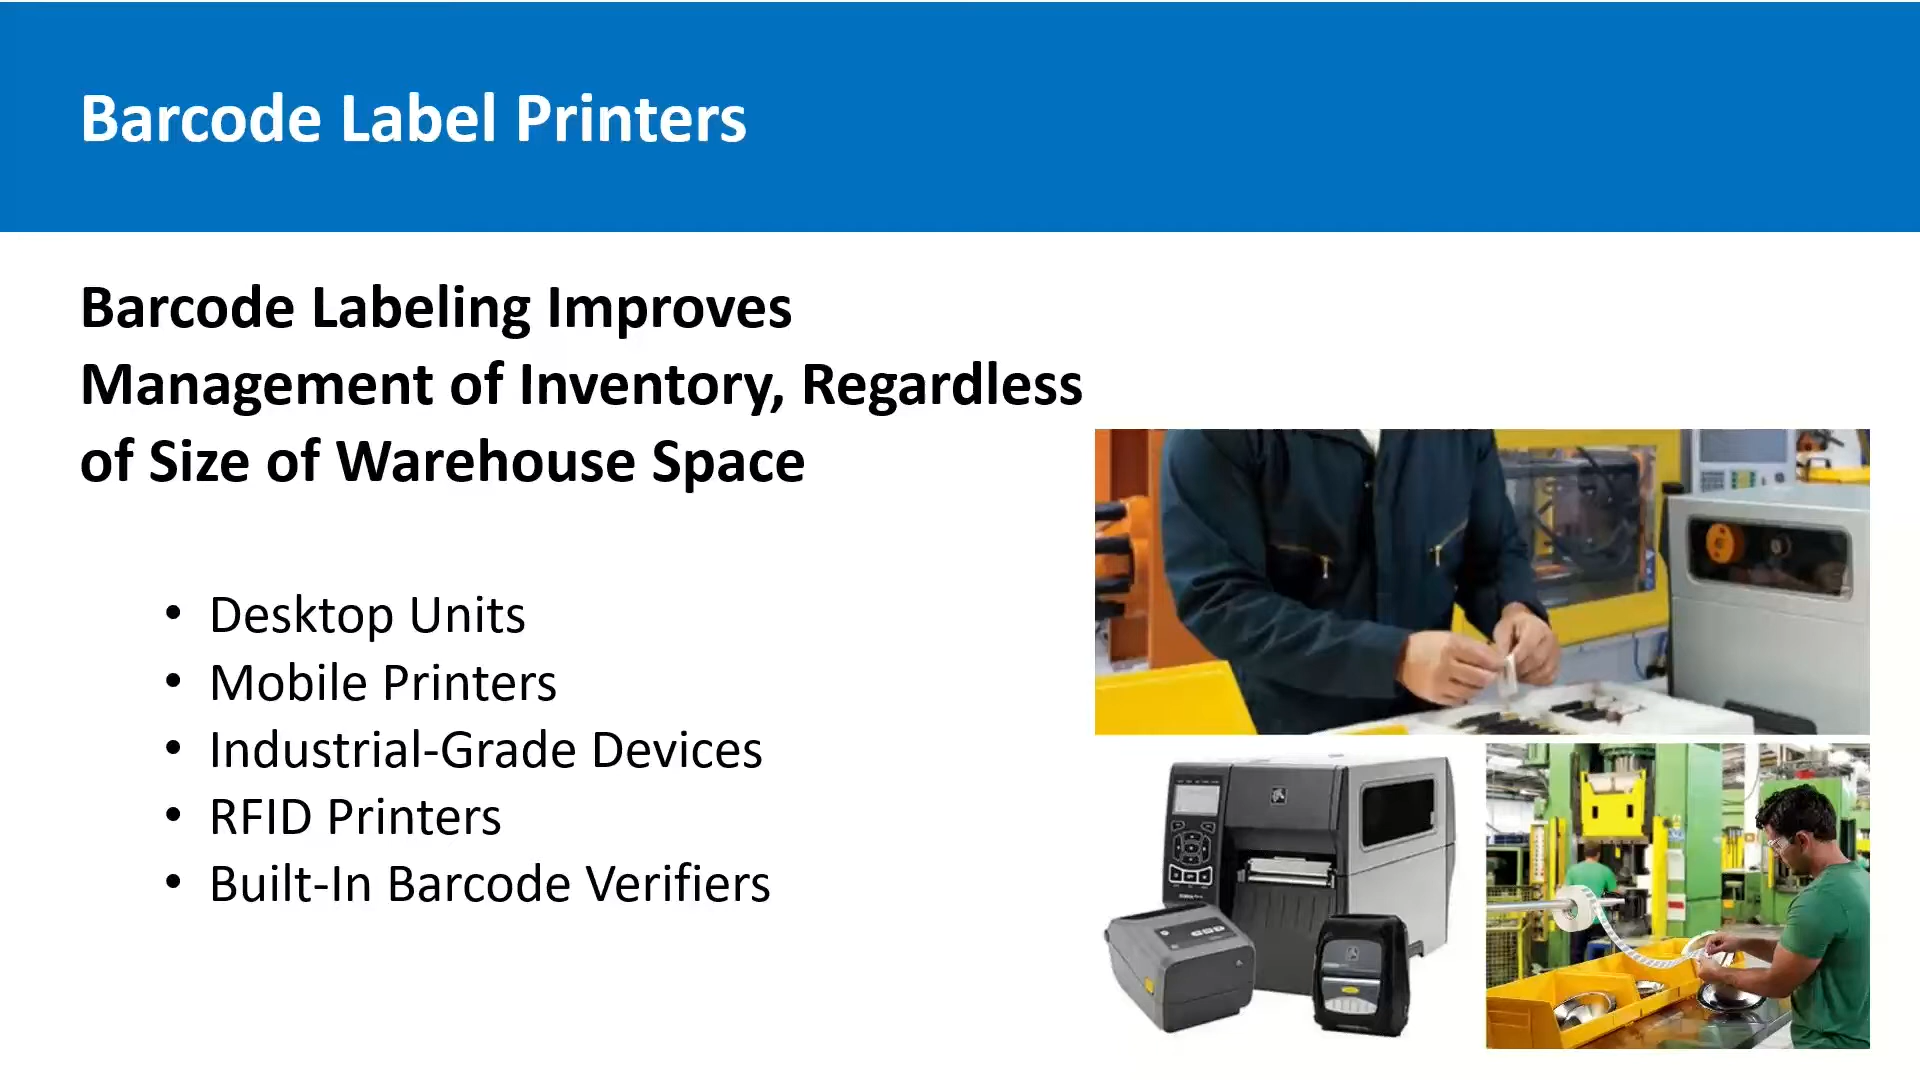 Barcode Label Printers
Barcode Labeling Improves
Management of Inventory, Regardless
of Size of Warehouse Space
• Desktop Units
• Mobile Printers
• Industrial-Grade Devices
• RFID Printers
• Built-In Barcode Verifiers